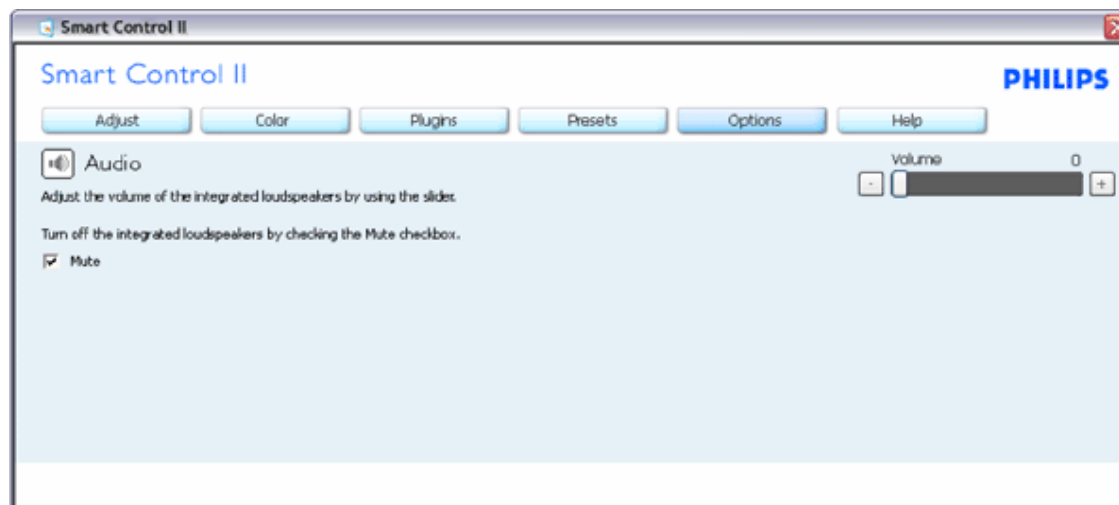 Smart Control II
Smart Control II
PHILIPS
Adjust Color Plugins Presets Options Help
Audio
Volume 0
Adjust the volume of the integrated loudspeakers by using the slider.
- +
Turn off the integrated loudspeakers by checking the Mute checkbox.
Mute